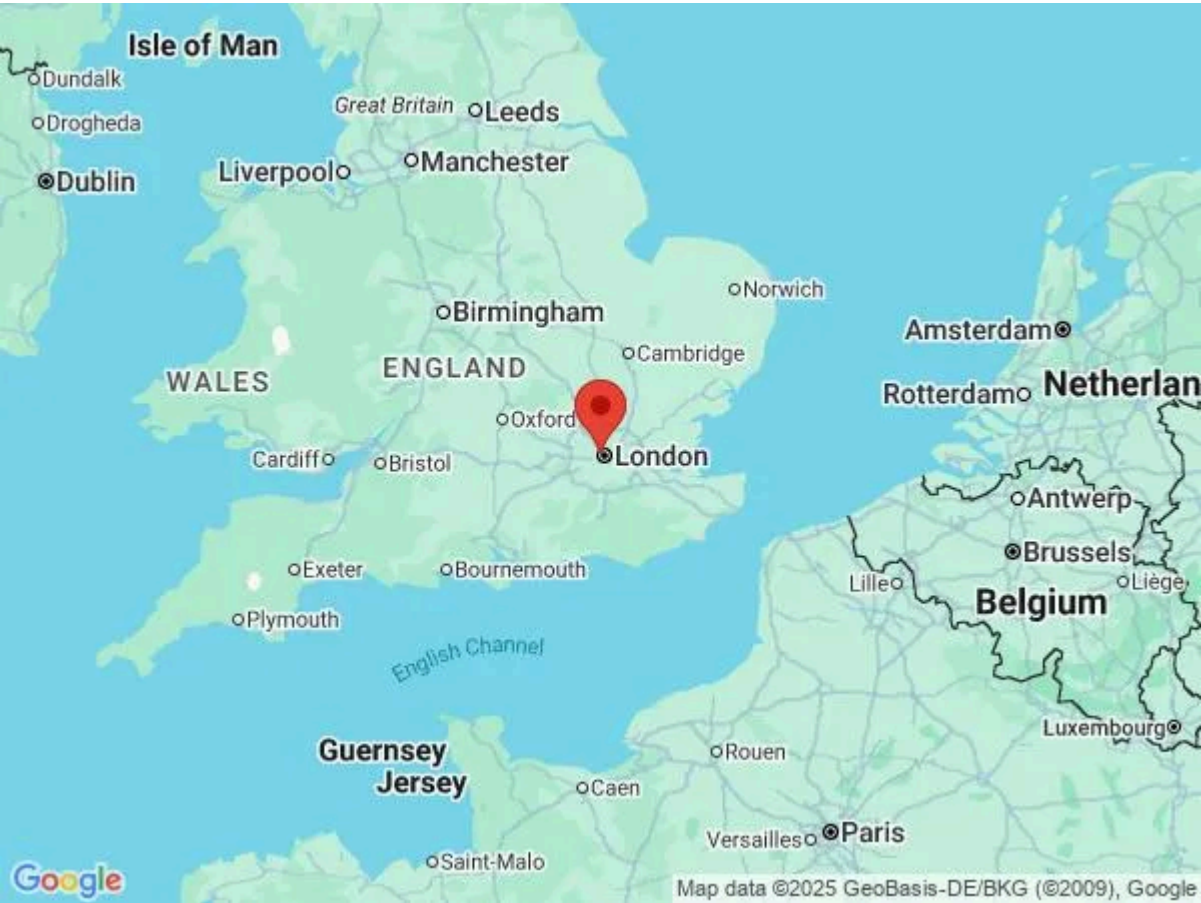 Isle of Man
Dundalk
Great Britain
Leeds
Drogheda
Manchester
Liverpool
Dublin
Norwich
Birmingham
Amsterdam
Cambridge
ENGLAND
WALES
Netherlan
Rotterdam
Oxford
London
Cardiff
Bristol
Antwerp
Brussels
Exeter
Bournemouth
Lille
Liège
Belgium
Plymouth
English Channel
Luxembourg
Guernsey
Rouen
Jersey
Caen
Paris
Versailles
Saint-Malo
Google
Map data ©2025 GeoBasis-DE/BKG (©2009), Google